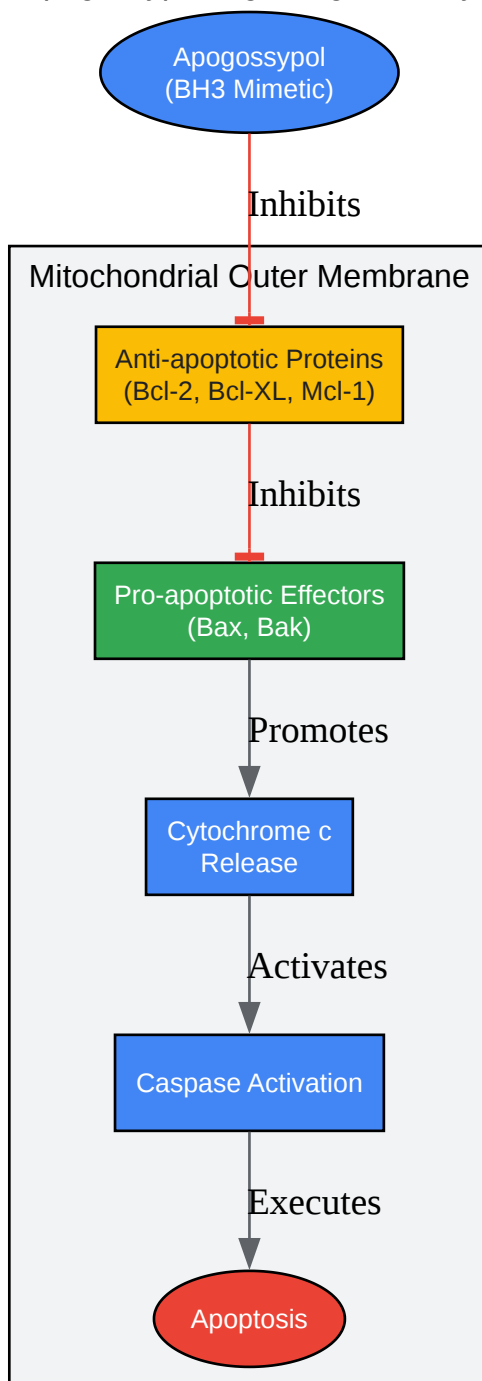 Apogossypol
(BH3 Mimetic)
Inhibits
Mitochondrial Outer Membrane
Anti-apoptotic Proteins
(Bcl-2, Bcl-XL, Mcl-1)
Inhibits
Pro-apoptotic Effectors
(Bax, Bak)
Promotes
Cytochrome c
Release
Activates
Caspase Activation
Executes
Apoptosis